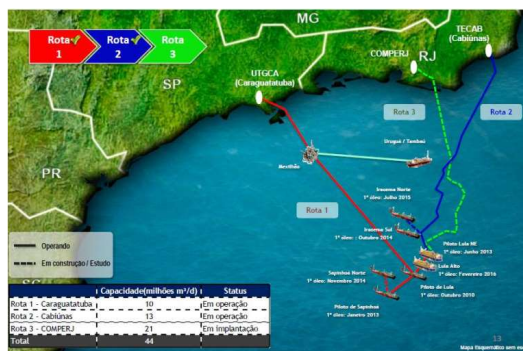 MG
TECAB
(Cabiúnas)
Rota
1
Rota
2
Rota
3
COMPERJ
RJ
UTGCA
(Caraguatatuba)
SP
Rota 3
Rota 2
Uruguá / Tambaú
Mexilhão
PR
Iracema Norte
1º óleo: Julho 2015
Rota 1
Iracema Sul
1º óleo: Outubro 2014
Piloto Lula NE
1º óleo: Junho 2013
Operando
Em construção / Estudo
Lula Alto
1º óleo: Fevereiro 2016
Sapinhoá Norte
1º óleo: Novembro 2014
Piloto de Lula
1º óleo: Outubro 2010
SC
Piloto de Sapinhoá
1º óleo: Janeiro 2013
Capacidade(milhões m³/d) Status
Rota 1 - Caraguatatuba 10 Em operação
Rota 2 - Cabiúnas 13 Em operação
Rota 3 - COMPERJ 21 Em implantação
Total 44
13
Mapa Esquemático sem es